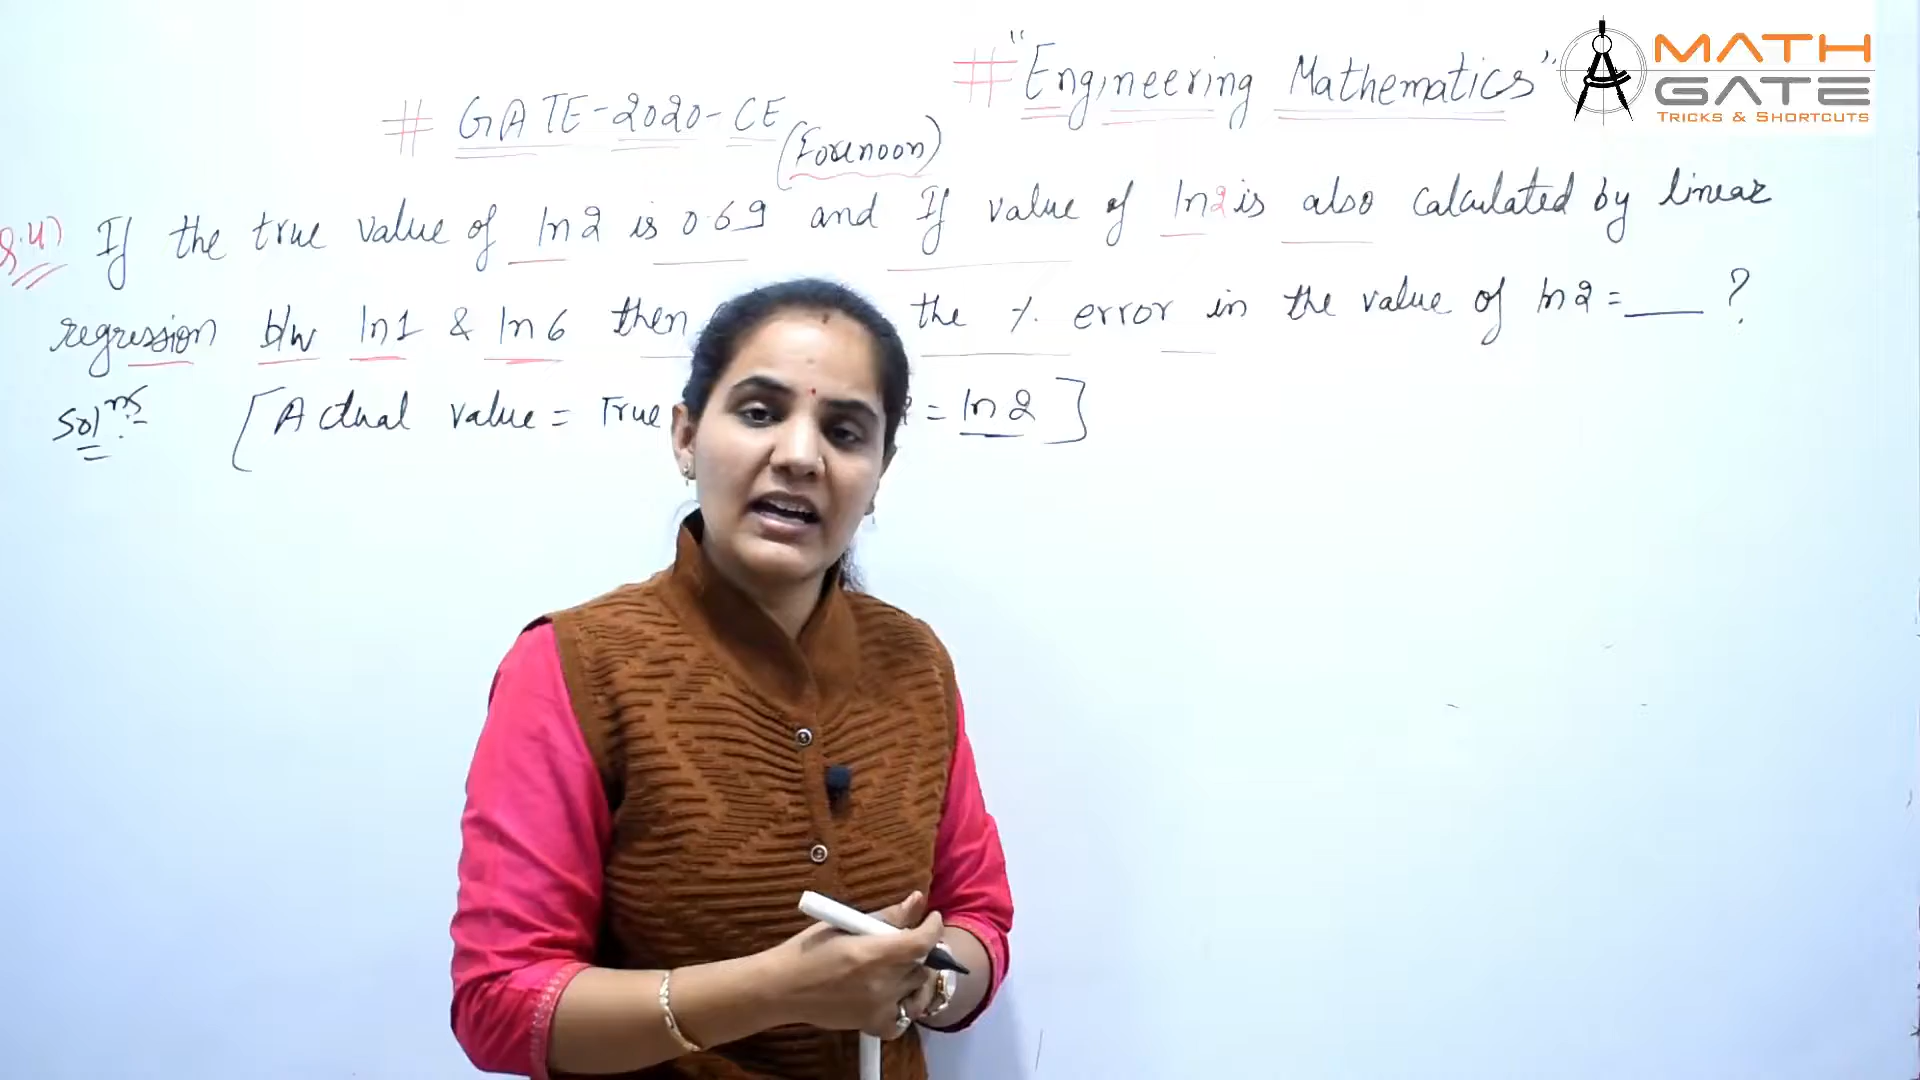 # "Engineering Mathematics"
MATH
GATE
TRICKS & SHORTCUTS
# GATE-2020-CE
(Forenoon)
Q.4) If the true value of ln2 is 0.69 and If value of ln2 is also calculated by linear
regression b/w ln1 & ln6 then the % error in the value of ln2 = ___ ?
Solns. [Actual value = True = ln2]